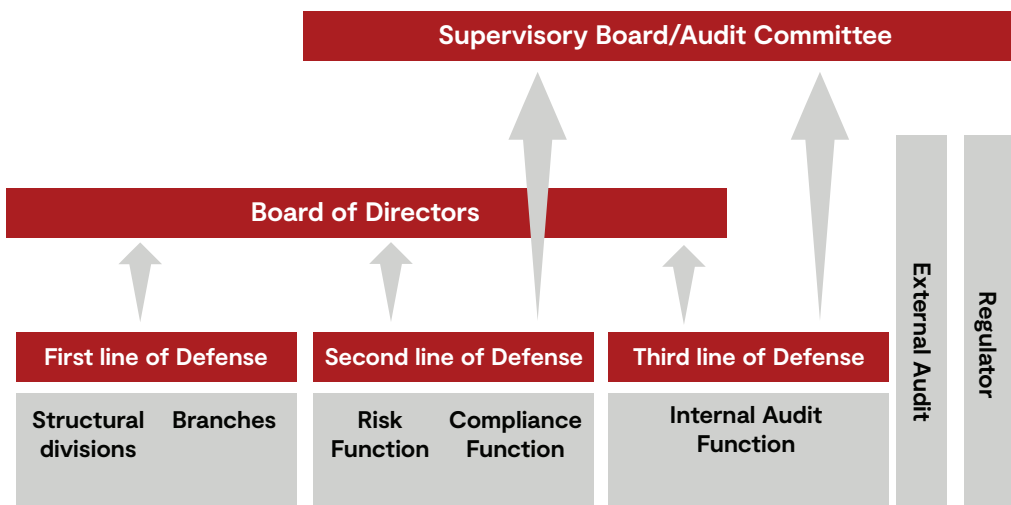 Supervisory Board/Audit Committee
Board of Directors
First line of Defense
Second line of Defense
Third line of Defense
Structural
divisions
Branches
Risk
Function
Compliance
Function
Internal Audit
Function
External Audit
Regulator